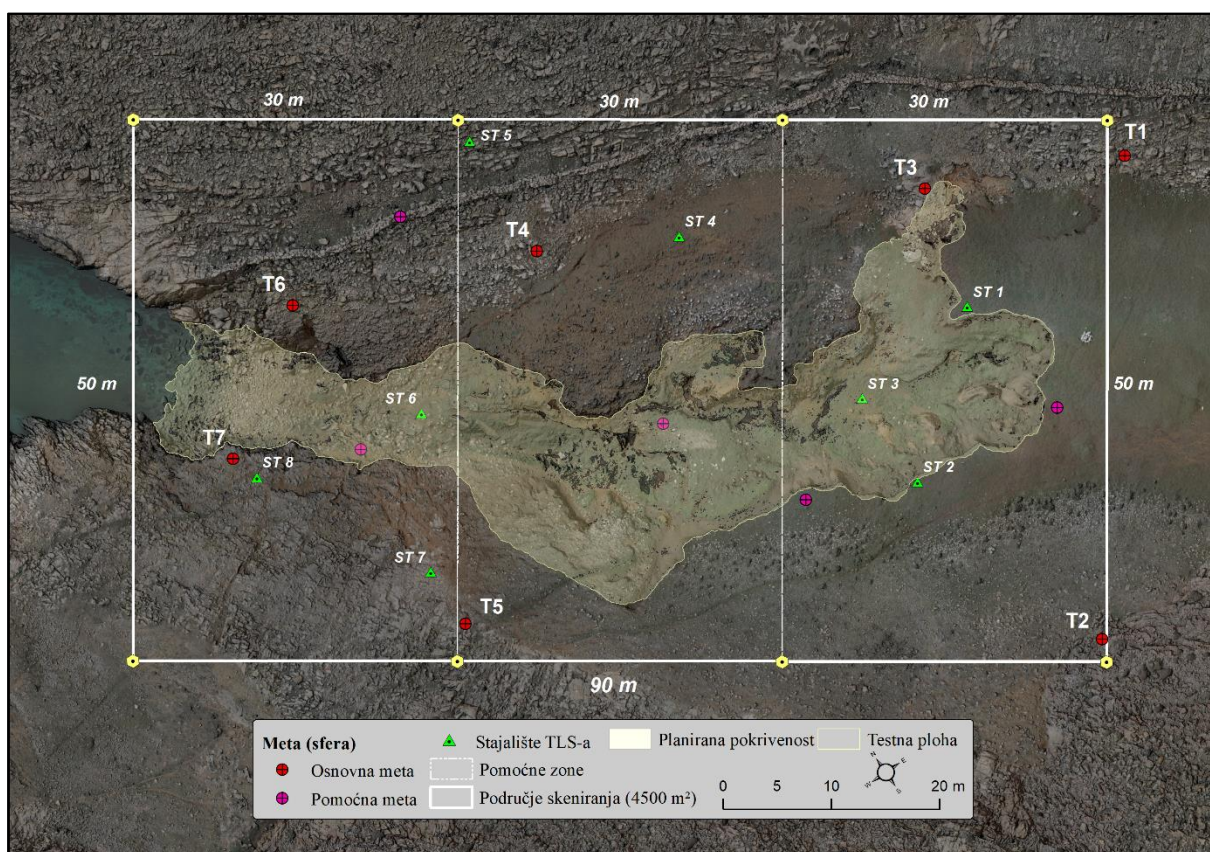 30 m
30 m
30 m
ST 5
T1
T3
T4
ST 4
T6
ST 1
50 m
50 m
ST 3
ST 6
T7
ST 8
ST 2
ST 7
T5
T2
90 m
Meta (sfera)
Osnovna meta
Pomoćna meta
Stajalište TLS-a
Pomoćne zone
Područje skeniranja (4500 m²)
Planirana pokrivenost
Testna ploha
N
E
W
S
0 5 10 20 m